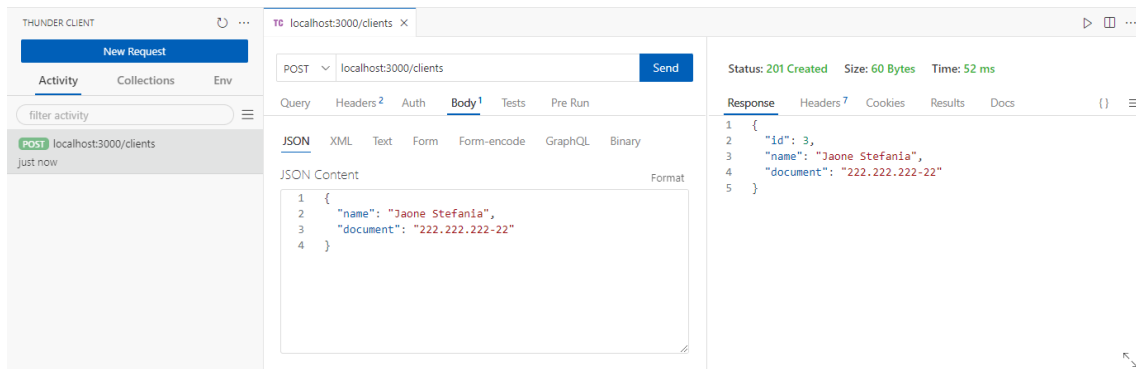 THUNDER CLIENT
New Request
Activity Collections Env
filter activity
POST localhost:3000/clients
just now
TC localhost:3000/clients ×
POST localhost:3000/clients Send
Query Headers 2 Auth Body 1 Tests Pre Run
JSON XML Text Form Form-encode GraphQL Binary
JSON Content Format
1 {
2 "name": "Jaone Stefania",
3 "document": "222.222.222-22"
4 }
Status: 201 Created Size: 60 Bytes Time: 52 ms
Response Headers 7 Cookies Results Docs { }
1 {
2 "id": 3,
3 "name": "Jaone Stefania",
4 "document": "222.222.222-22"
5 }